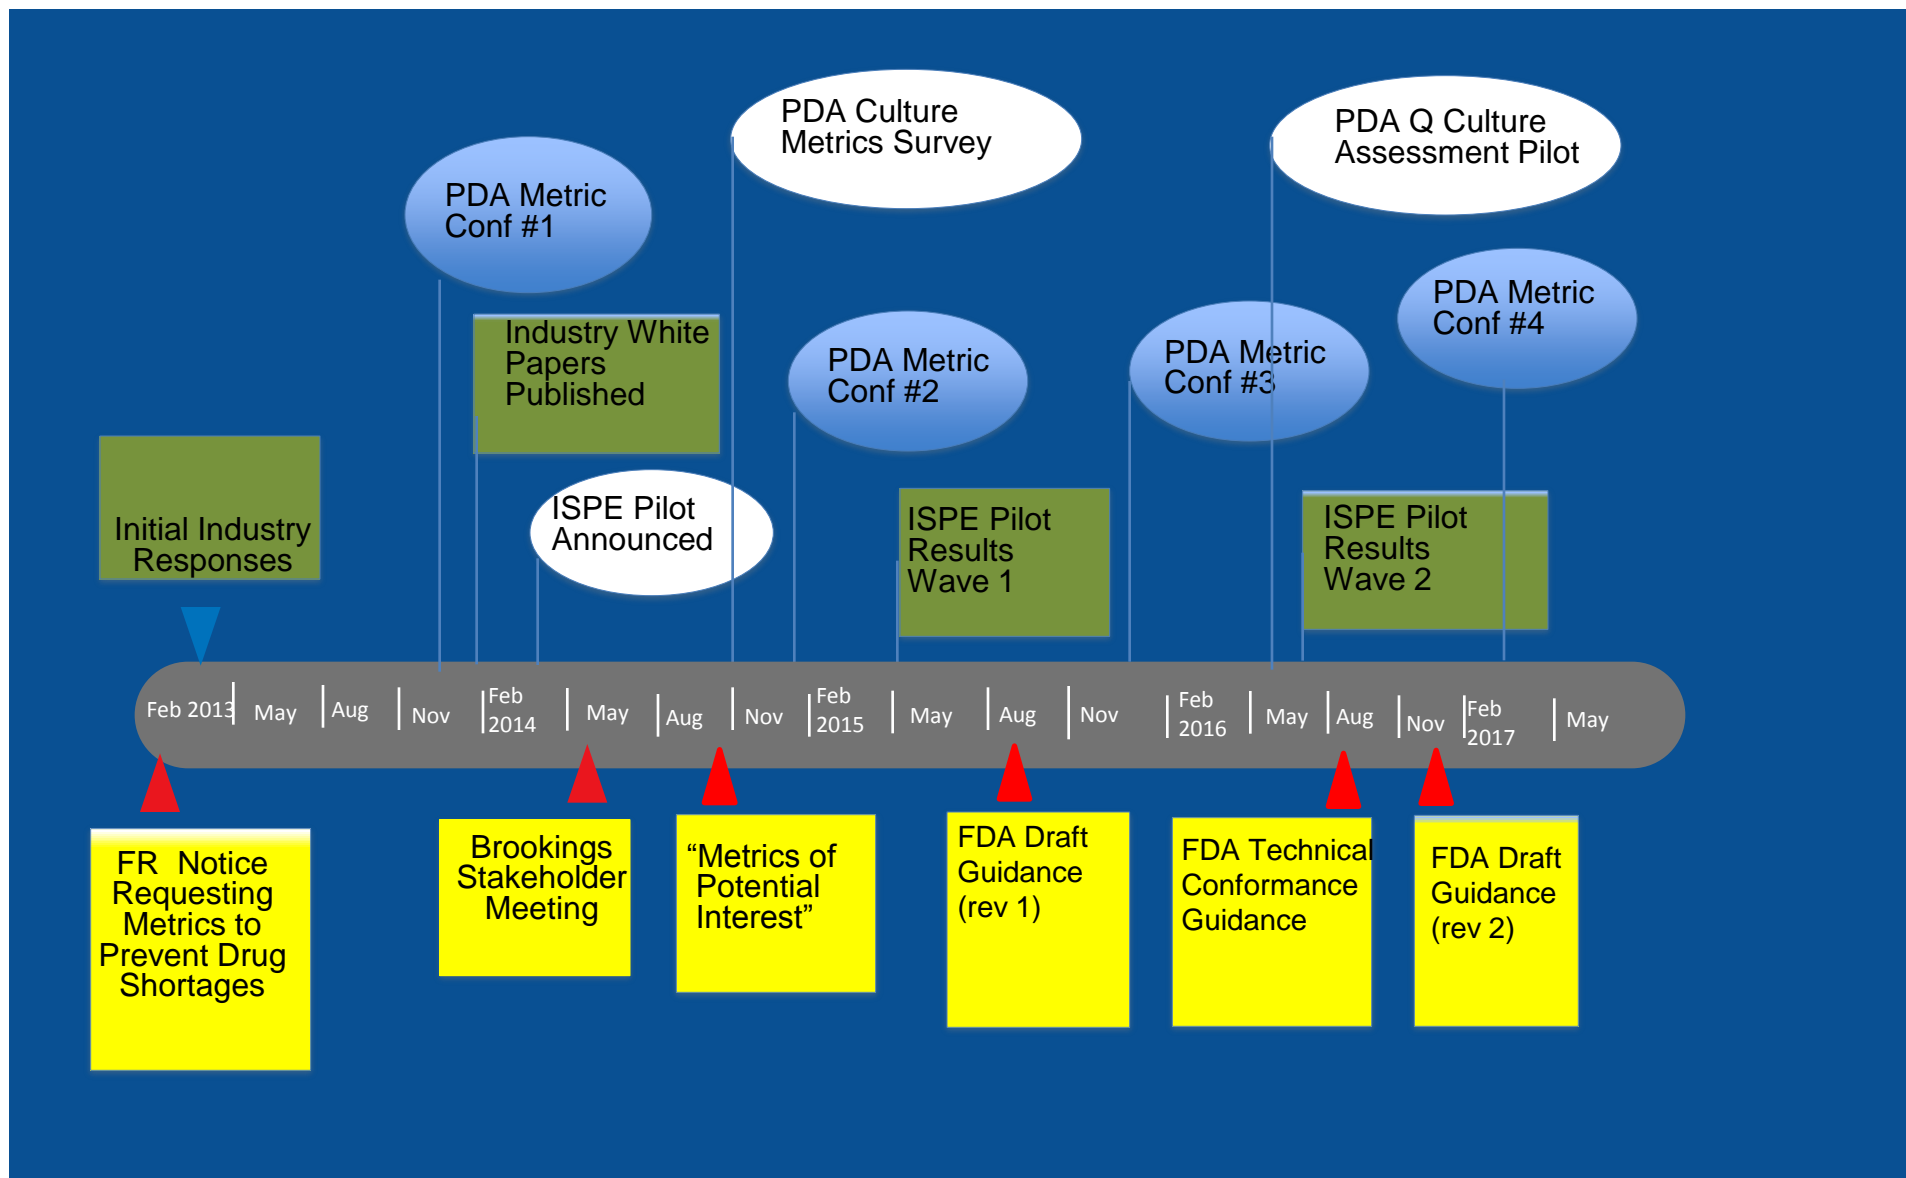 PDA Culture
Metrics Survey
PDA Q Culture
Assessment Pilot
PDA Metric
Conf #1
PDA Metric
Conf #4
Industry White
Papers
Published
PDA Metric
Conf #2
PDA Metric
Conf #3
Initial Industry
Responses
ISPE Pilot
Announced
ISPE Pilot
Results
Wave 1
ISPE Pilot
Results
Wave 2
Feb 2013
May
Aug
Nov
Feb
2014
May
Aug
Nov
Feb
2015
May
Aug
Nov
Feb
2016
May
Aug
Nov
Feb
2017
May
FR  Notice
Requesting
Metrics to
Prevent Drug
Shortages
Brookings
Stakeholder
Meeting
“Metrics of
Potential
Interest”
FDA Draft
Guidance
(rev 1)
FDA Technical
Conformance
Guidance
FDA Draft
Guidance
(rev 2)